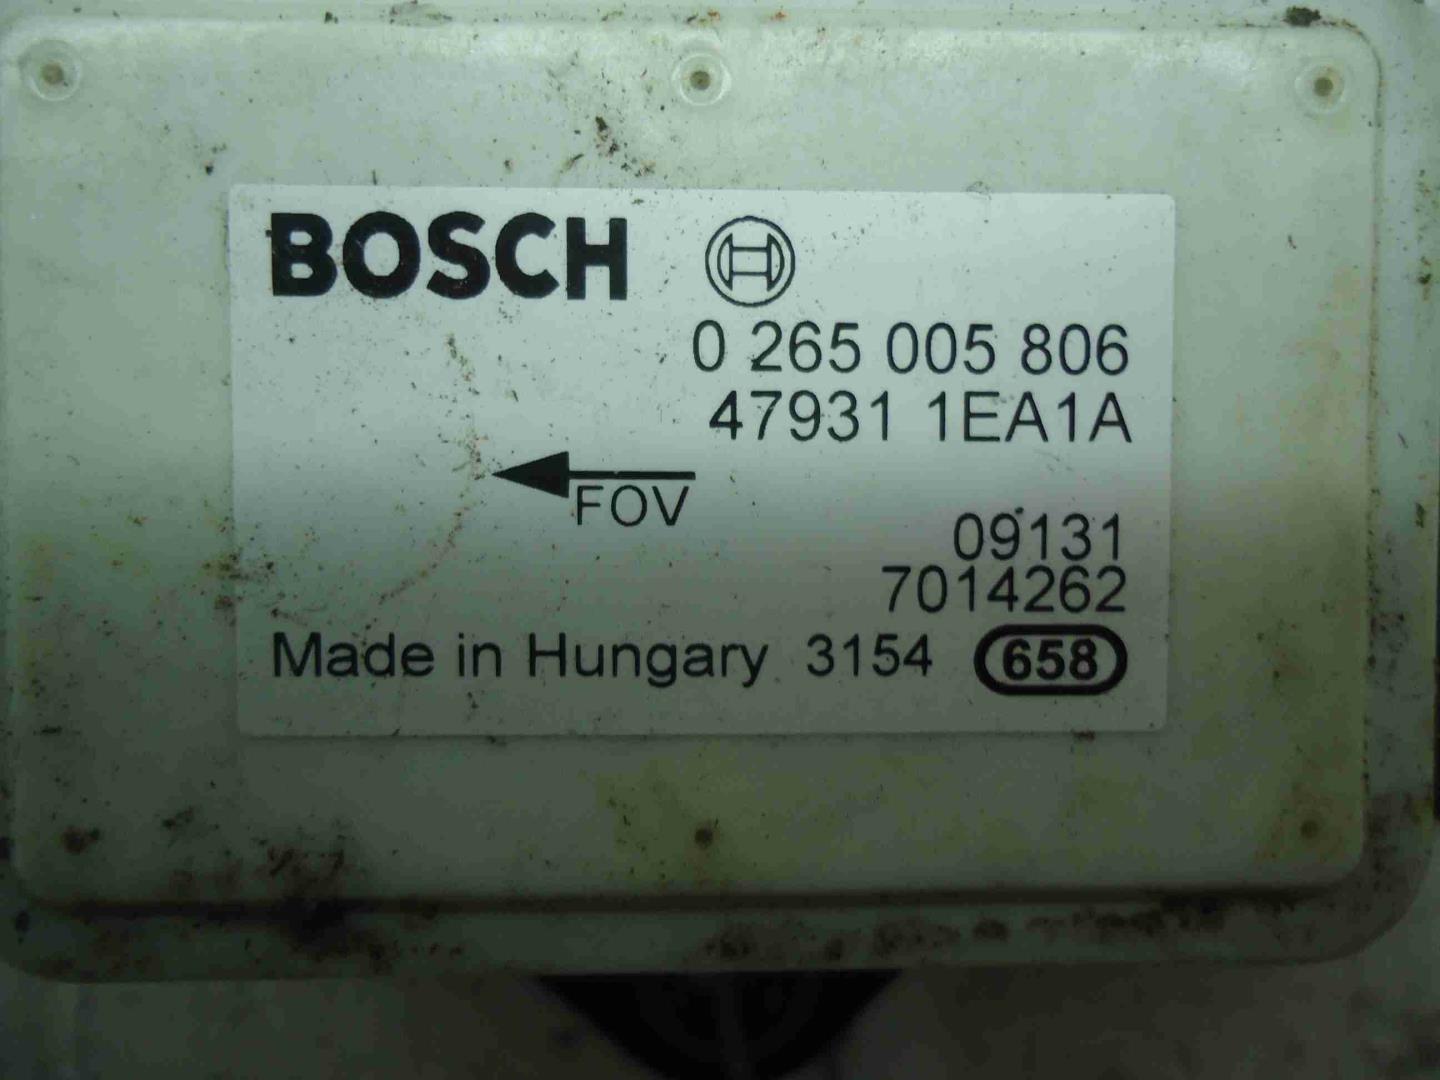 BOSCH
0 265 005 806
47931 1EA1A
FOV
09131
7014262
Made in Hungary 3154 658